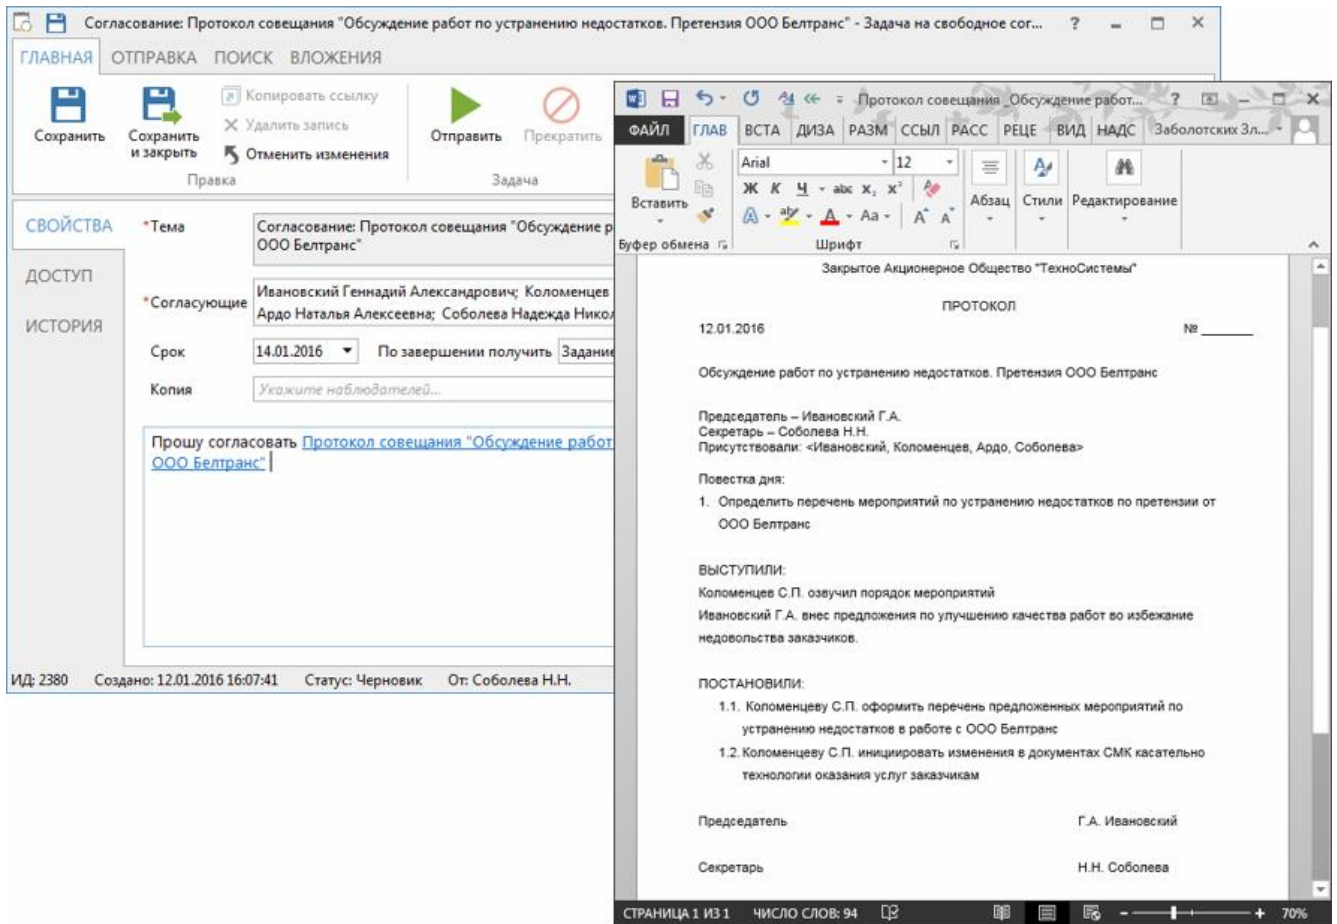 Согласование: Протокол совещания "Обсуждение работ по устранению недостатков. Претензия ООО Белтранс" - Задача на свободное сог...
ГЛАВНАЯ ОТПРАВКА ПОИСК ВЛОЖЕНИЯ
Сохранить
Сохранить и закрыть
Копировать ссылку
Удалить запись
Отменить изменения
Правка
Отправить
Прекратить
Задача
СВОЙСТВА
ДОСТУП
ИСТОРИЯ
*Тема
Согласование: Протокол совещания "Обсуждение р
ООО Белтранс"
*Согласующие
Ивановский Геннадий Александрович; Коломенцев
Ардо Наталья Алексеевна; Соболева Надежда Никол
Срок 14.01.2016 По завершении получить Задание
Копия Укажите наблюдателей...
Прошу согласовать Протокол совещания "Обсуждение работ
ООО Белтранс"
ИД: 2380 Создано: 12.01.2016 16:07:41 Статус: Черновик От: Соболева Н.Н.
Протокол совещания _Обсуждение работ...
ФАЙЛ ГЛАВ ВСТА ДИЗА РАЗМ ССЫЛ РАСС РЕЦЕ ВИД НАДС Заболотских Зл...
Вставить
Буфер обмена
Arial 12
Ж К Ч abc x₂ x²
Aa A A
Шрифт
Абзац
Стили
Редактирование
Закрытое Акционерное Общество "ТехноСистемы"
ПРОТОКОЛ
12.01.2016 № _______
Обсуждение работ по устранению недостатков. Претензия ООО Белтранс
Председатель – Ивановский Г.А.
Секретарь – Соболева Н.Н.
Присутствовали: <Ивановский, Коломенцев, Ардо, Соболева>
Повестка дня:
1. Определить перечень мероприятий по устранению недостатков по претензии от
ООО Белтранс
ВЫСТУПИЛИ:
Коломенцев С.П. озвучил порядок мероприятий
Ивановский Г.А. внес предложения по улучшению качества работ во избежание
недовольства заказчиков.
ПОСТАНОВИЛИ:
1.1. Коломенцеву С.П. оформить перечень предложенных мероприятий по
устранению недостатков в работе с ООО Белтранс
1.2. Коломенцеву С.П. инициировать изменения в документах СМК касательно
технологии оказания услуг заказчикам
Председатель Г.А. Ивановский
Секретарь Н.Н. Соболева
СТРАНИЦА 1 ИЗ 1 ЧИСЛО СЛОВ: 94 70%